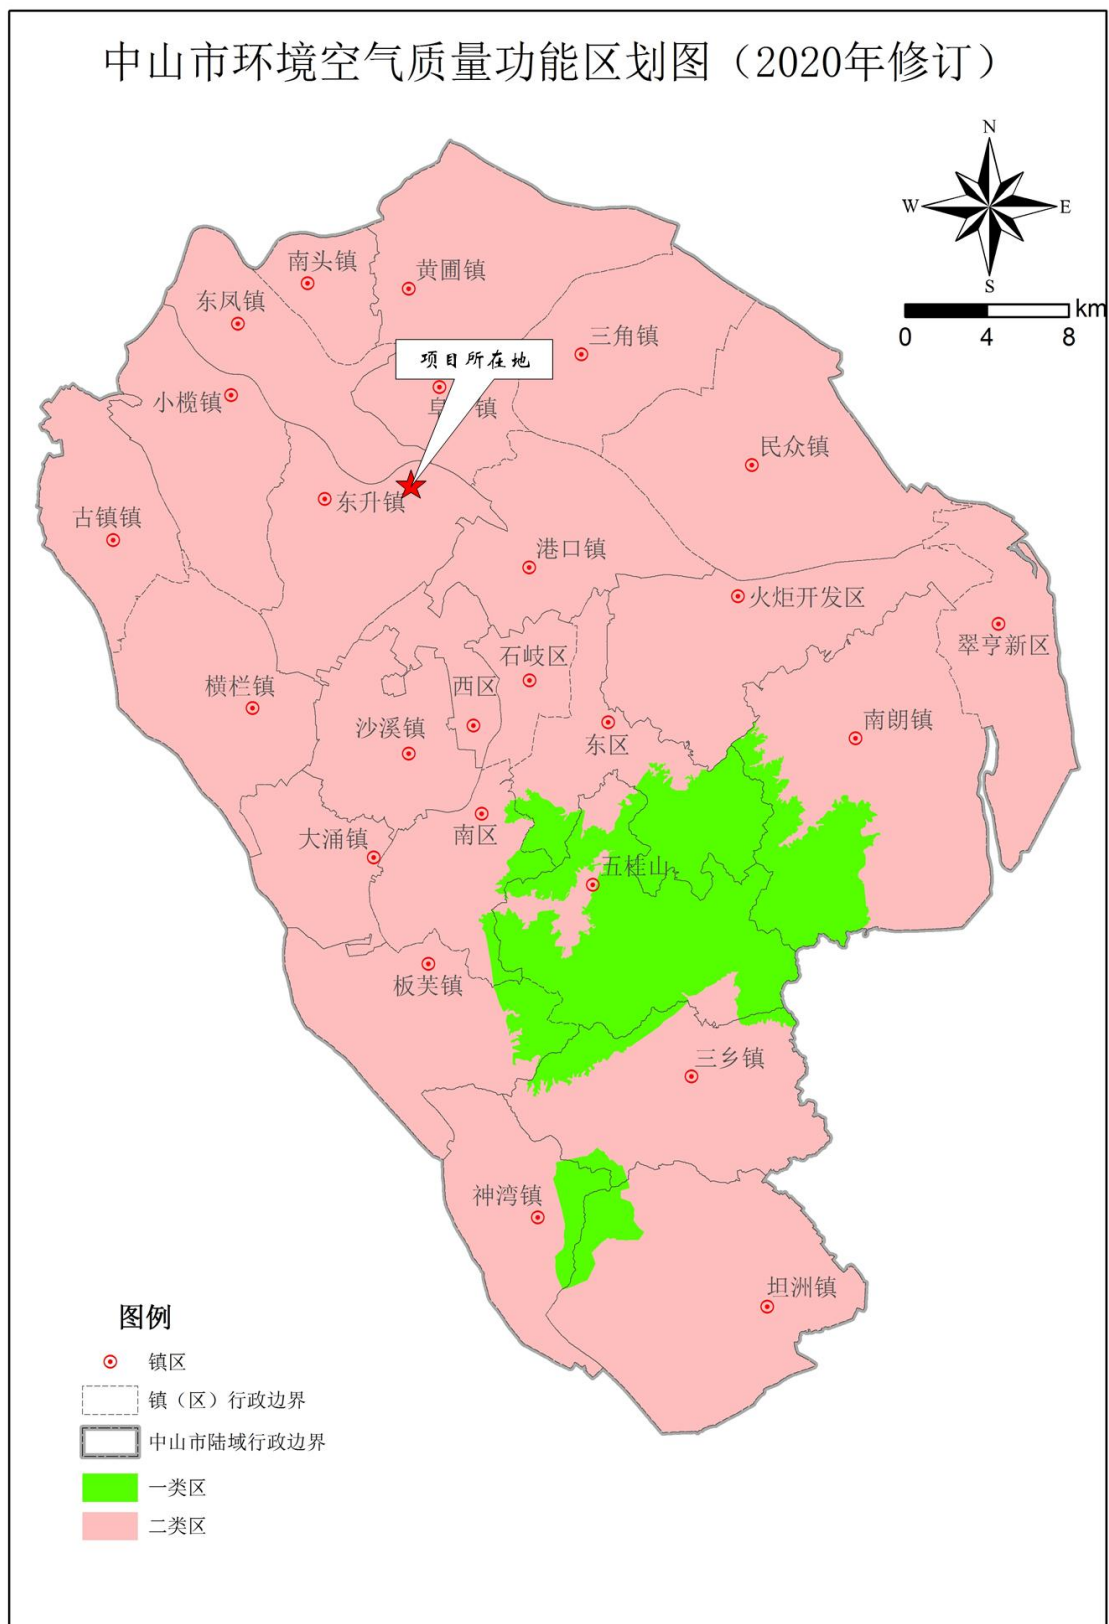 中山市环境空气质量功能区划图（2020年修订）
N
W
E
S
km
0
4
8
南头镇
黄圃镇
东凤镇
三角镇
项目所在地
小榄镇
阜
镇
民众镇
东升镇
古镇镇
港口镇
火炬开发区
翠亨新区
石岐区
西区
横栏镇
沙溪镇
东区
南朗镇
大涌镇
南区
五桂山
板芙镇
三乡镇
神湾镇
坦洲镇
图例
镇区
镇（区）行政边界
中山市陆域行政边界
一类区
二类区